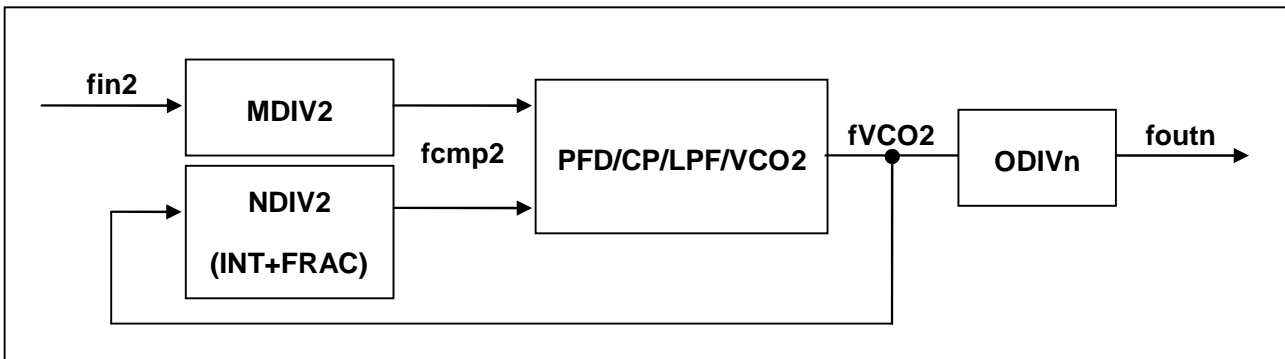 fin2
MDIV2
fcmp2
NDIV2
(INT+FRAC)
PFD/CP/LPF/VCO2
fVCO2
ODIVn
foutn